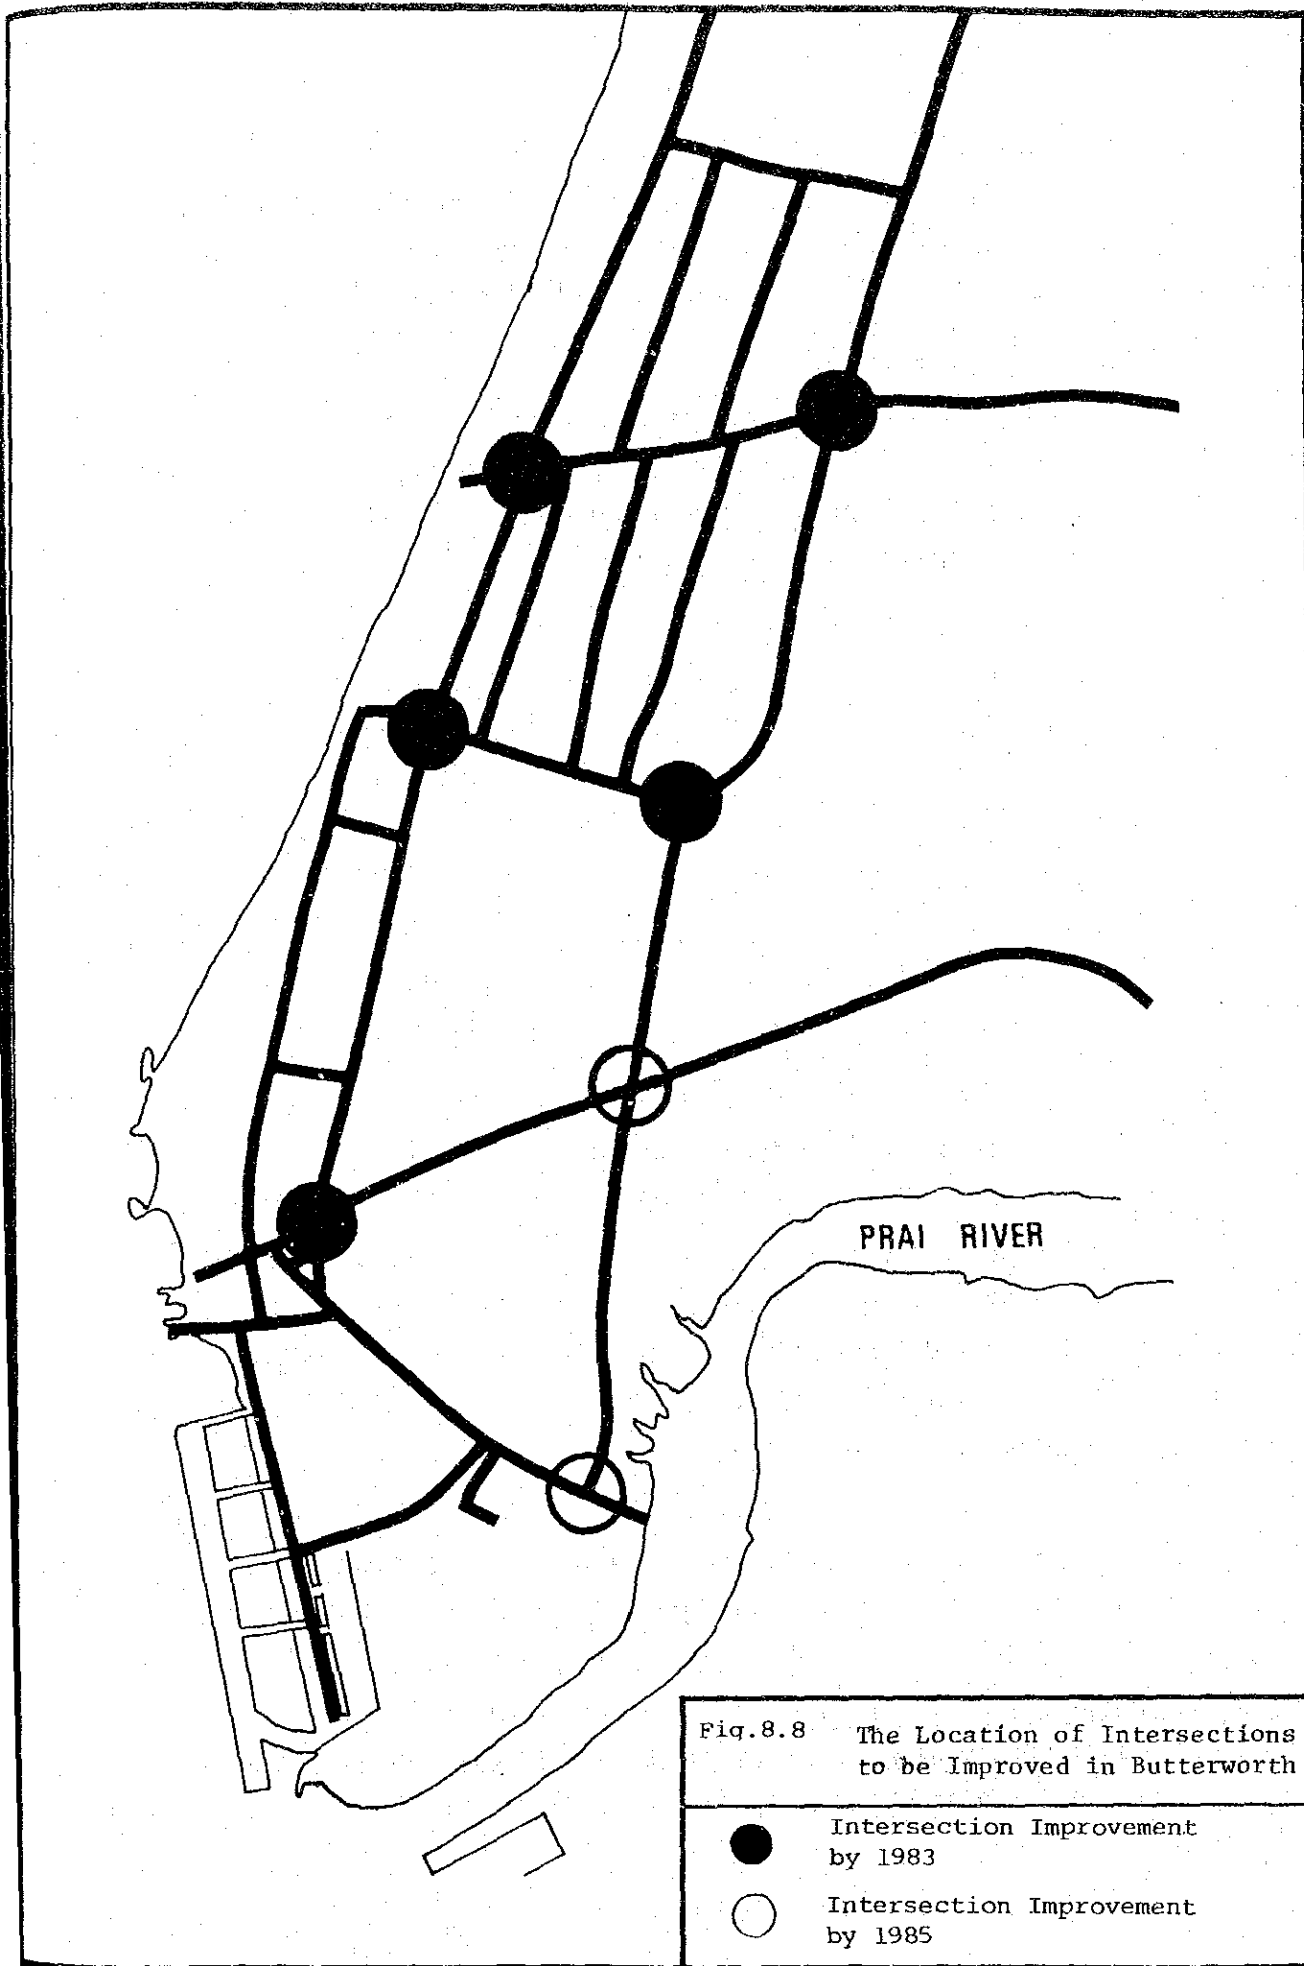 PRAI RIVER
Fig.8.8 The Location of Intersections
to be Improved in Butterworth
Intersection Improvement
by 1983
Intersection Improvement
by 1985